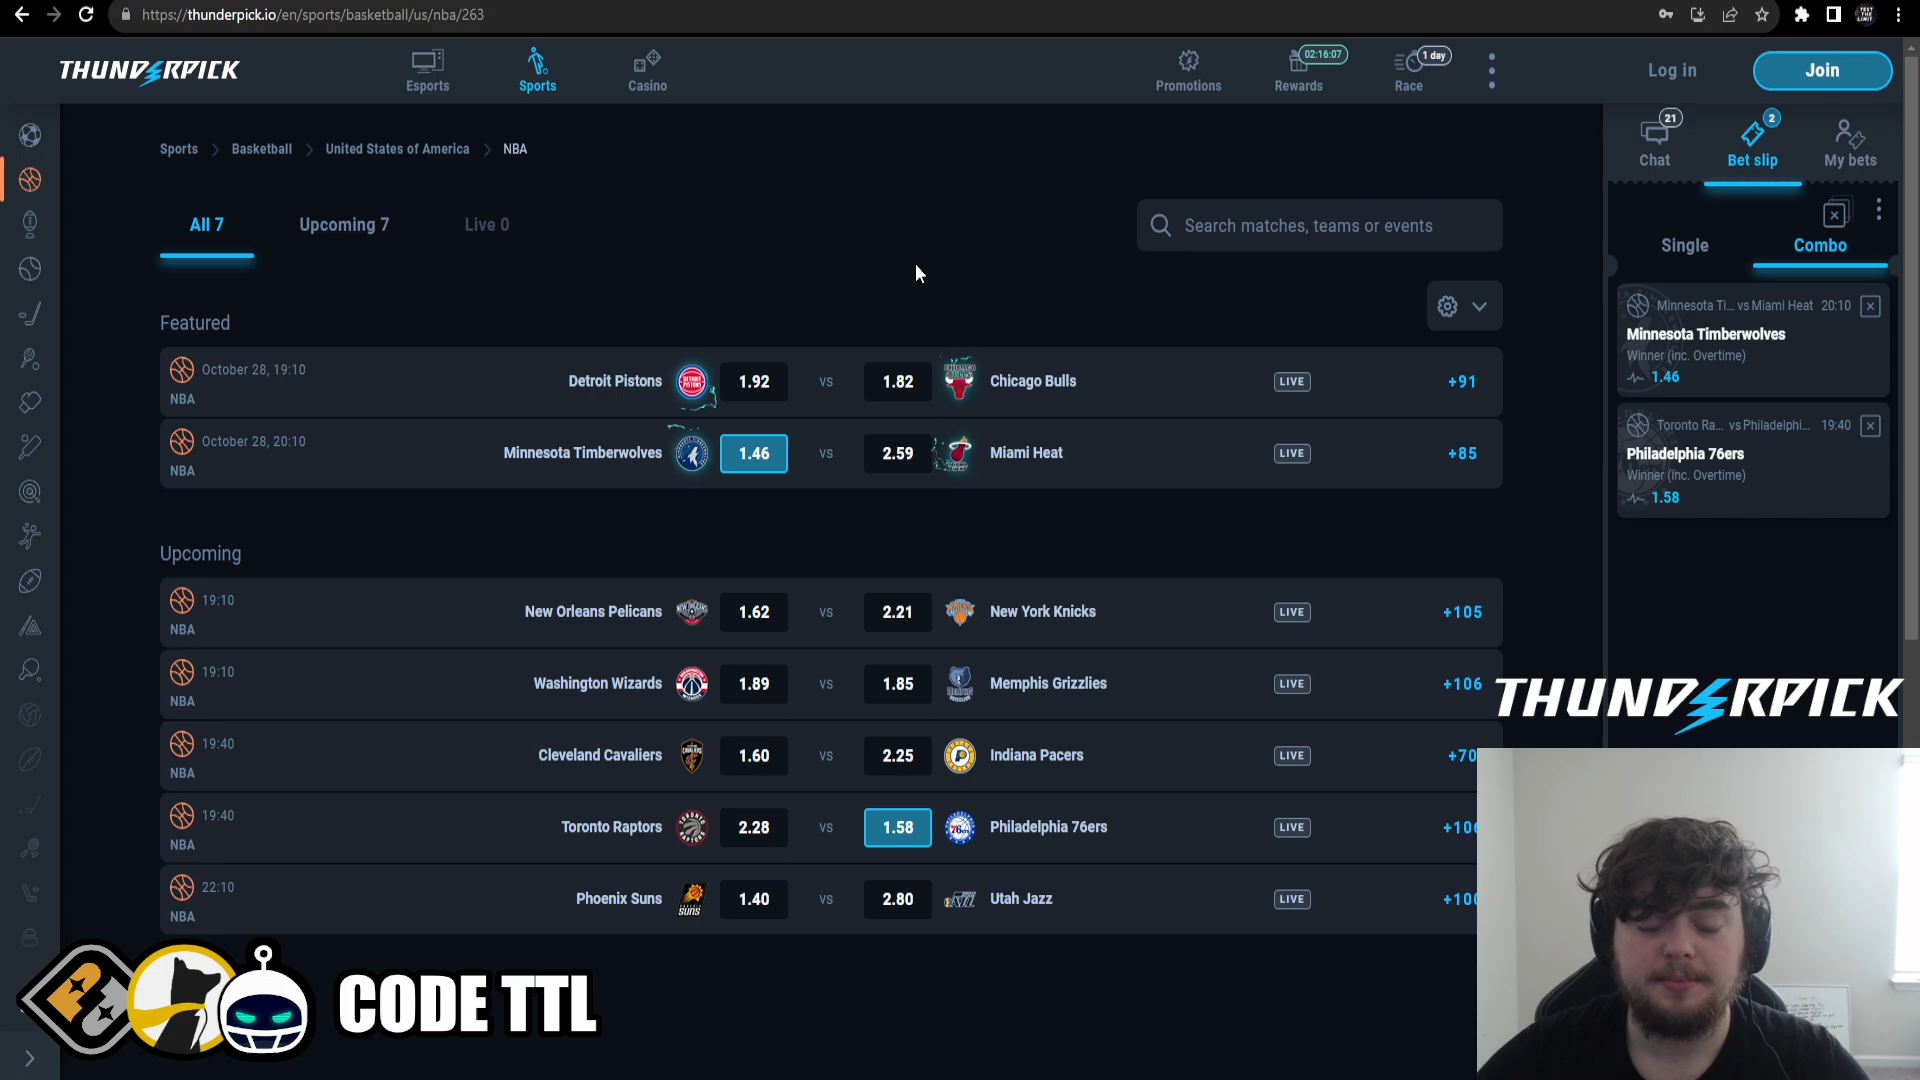 https://thunderpick.io/en/sports/basketball/us/nba/263
THUNDERPICK
Esports
Sports
Casino
Promotions
02:16:07
Rewards
1 day
Race
Log in
Join
Sports > Basketball > United States of America > NBA
All 7
Upcoming 7
Live 0
Search matches, teams or events
Featured
October 28, 19:10
NBA
Detroit Pistons 1.92 vs 1.82 Chicago Bulls LIVE +91
October 28, 20:10
NBA
Minnesota Timberwolves 1.46 vs 2.59 Miami Heat LIVE +85
Upcoming
19:10
NBA
New Orleans Pelicans 1.62 vs 2.21 New York Knicks LIVE +105
19:10
NBA
Washington Wizards 1.89 vs 1.85 Memphis Grizzlies LIVE +106
19:40
NBA
Cleveland Cavaliers 1.60 vs 2.25 Indiana Pacers LIVE +70
19:40
NBA
Toronto Raptors 2.28 vs 1.58 Philadelphia 76ers LIVE
22:10
NBA
Phoenix Suns 1.40 vs 2.80 Utah Jazz LIVE
21
Chat
2
Bet slip
My bets
Single
Combo
Minnesota Ti... vs Miami Heat 20:10
Minnesota Timberwolves
Winner (inc. Overtime)
1.46
Toronto Ra... vs Philadelphi... 19:40
Philadelphia 76ers
Winner (inc. Overtime)
1.58
THUNDERPICK
CODE TTL